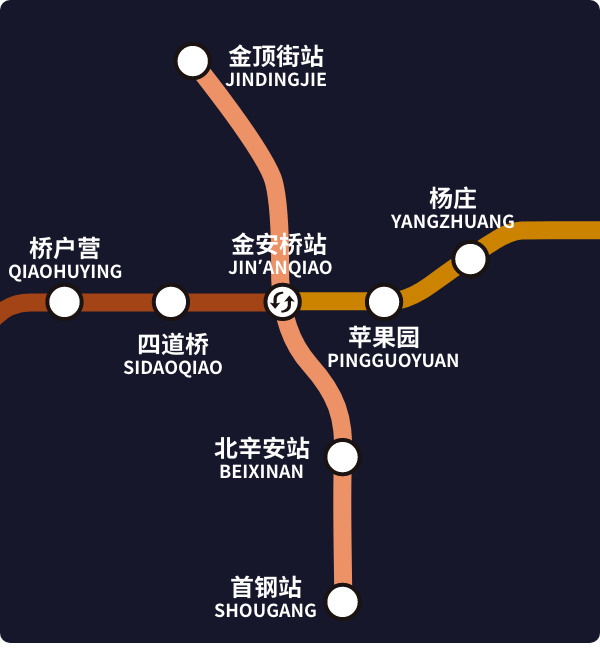 金顶街站
JINDINGJIE
杨庄
YANGZHUANG
桥户营
QIAOHUYING
金安桥站
JIN'ANQIAO
四道桥
SIDAOQIAO
苹果园
PINGGUOYUAN
北辛安站
BEIXINAN
首钢站
SHOUGANG